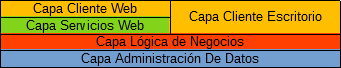 Capa Cliente Web
Capa Cliente Escritorio
Capa Servicios Web
Capa Lógica de Negocios
Capa Administración De Datos